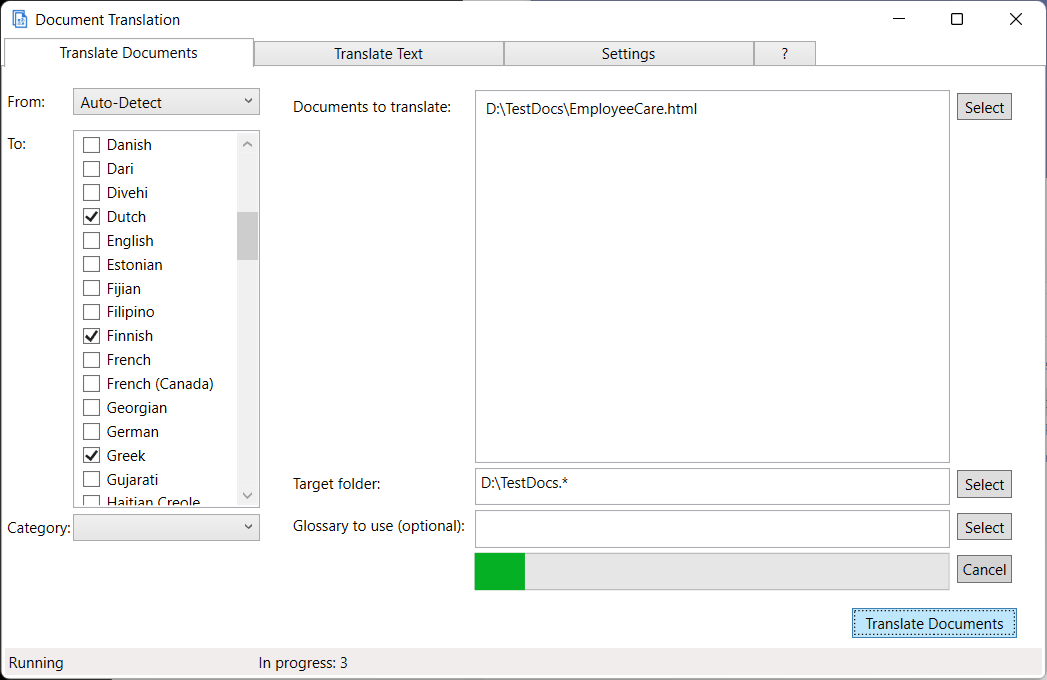 Document Translation
Translate Documents
Translate Text
Settings
?
From:
Auto-Detect
To:
Danish
Dari
Divehi
Dutch
English
Estonian
Fijian
Filipino
Finnish
French
French (Canada)
Georgian
German
Greek
Gujarati
Haitian Creole
Category:
Documents to translate:
D:\TestDocs\EmployeeCare.html
Select
Target folder:
D:\TestDocs.*
Select
Glossary to use (optional):
Select
Cancel
Translate Documents
Running
In progress: 3